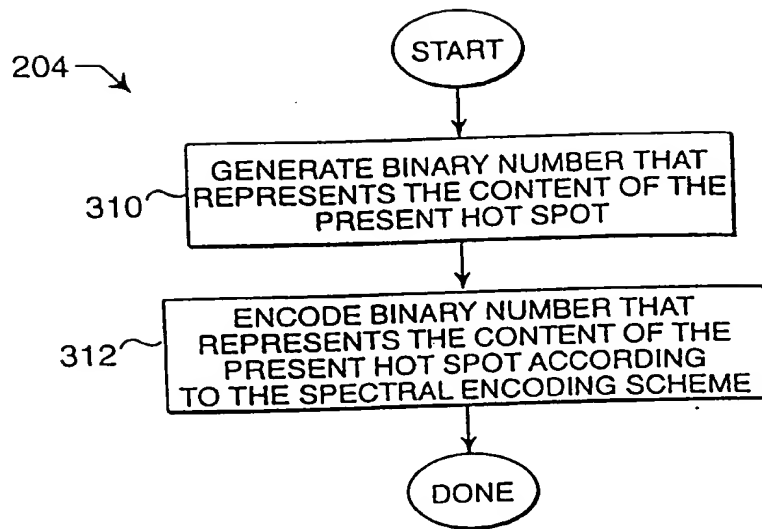 START
204
GENERATE BINARY NUMBER THAT
REPRESENTS THE CONTENT OF THE
PRESENT HOT SPOT
310
ENCODE BINARY NUMBER THAT
REPRESENTS THE CONTENT OF THE
PRESENT HOT SPOT ACCORDING
TO THE SPECTRAL ENCODING SCHEME
312
DONE